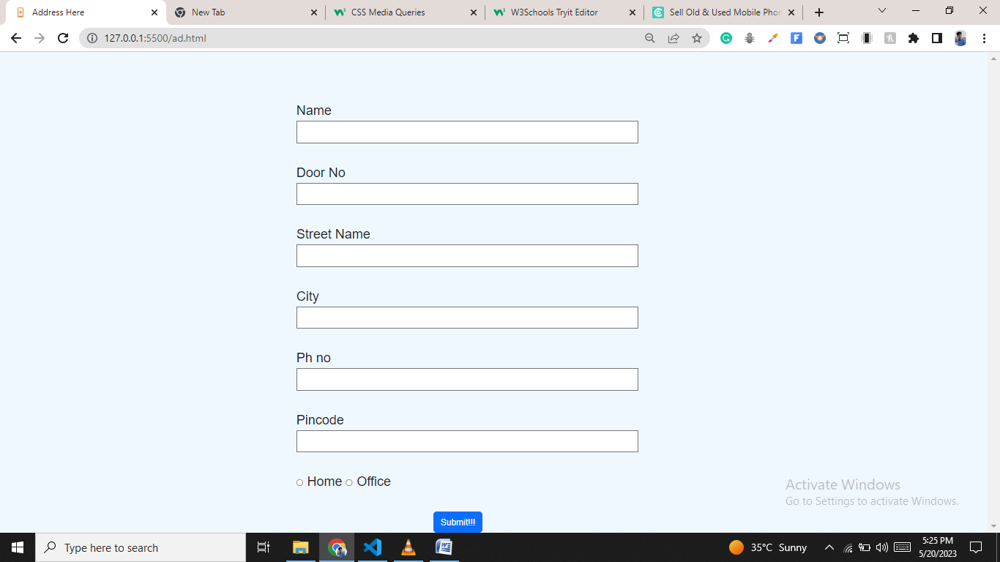 Address Here
New Tab
CSS Media Queries
W3Schools Tryit Editor
Sell Old & Used Mobile Phon
127.0.0.1:5500/ad.html
Name
Door No
Street Name
City
Ph no
Pincode
Home Office
Submit!!!
Activate Windows
Go to Settings to activate Windows.
Type here to search
35°C Sunny
5:25 PM
5/20/2023